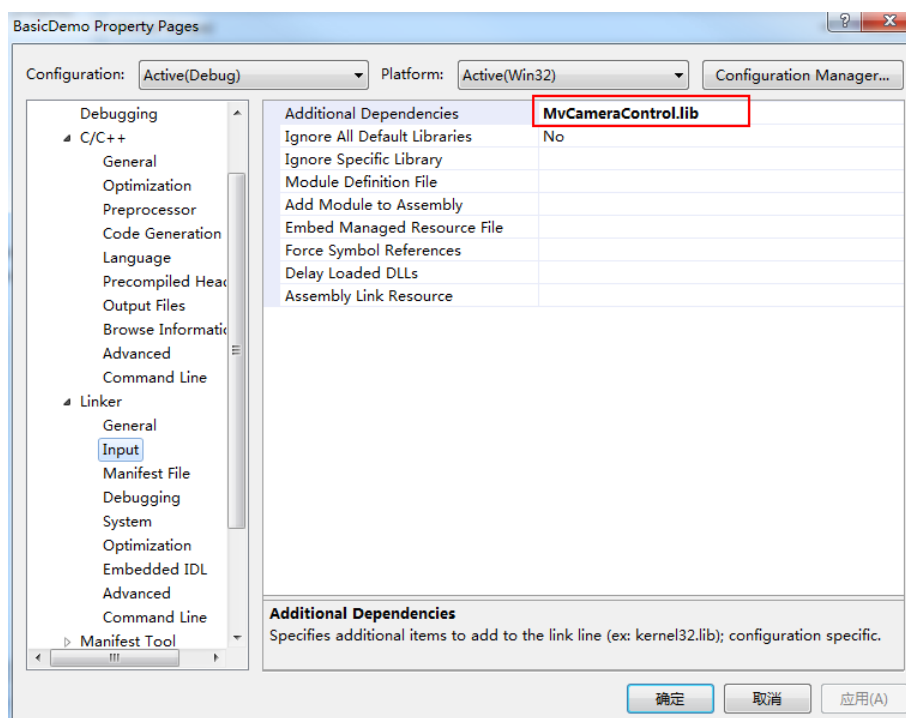 BasicDemo Property Pages
Configuration: Active(Debug) Platform: Active(Win32) Configuration Manager...
Debugging
C/C++
General
Optimization
Preprocessor
Code Generation
Language
Precompiled Head
Output Files
Browse Informatic
Advanced
Command Line
Linker
General
Input
Manifest File
Debugging
System
Optimization
Embedded IDL
Advanced
Command Line
Manifest Tool
Additional Dependencies MvCameraControl.lib
Ignore All Default Libraries No
Ignore Specific Library
Module Definition File
Add Module to Assembly
Embed Managed Resource File
Force Symbol References
Delay Loaded DLLs
Assembly Link Resource
Additional Dependencies
Specifies additional items to add to the link line (ex: kernel32.lib); configuration specific.
确定 取消 应用(A)